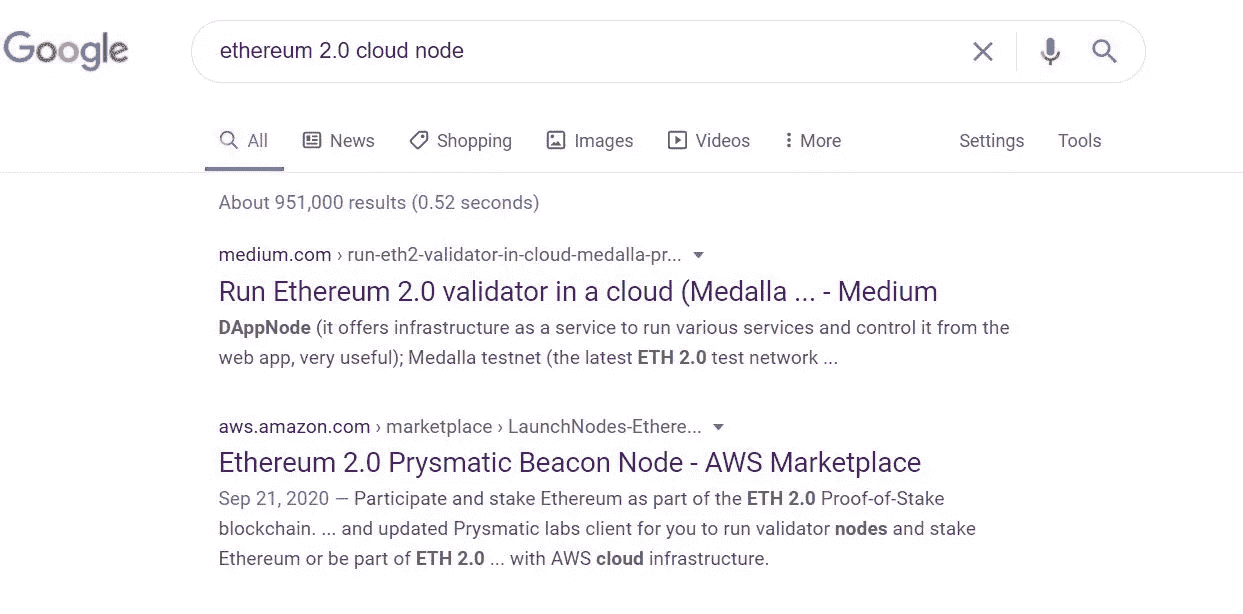 Google ethereum 2.0 cloud node
All News Shopping Images Videos More Settings Tools
About 951,000 results (0.52 seconds)
medium.com › run-eth2-validator-in-cloud-medalla-pr...
Run Ethereum 2.0 validator in a cloud (Medalla ... - Medium
DAppNode (it offers infrastructure as a service to run various services and control it from the
web app, very useful); Medalla testnet (the latest ETH 2.0 test network ...
aws.amazon.com › marketplace › LaunchNodes-Ethere...
Ethereum 2.0 Prysmatic Beacon Node - AWS Marketplace
Sep 21, 2020 — Participate and stake Ethereum as part of the ETH 2.0 Proof-of-Stake
blockchain. ... and updated Prysmatic labs client for you to run validator nodes and stake
Ethereum or be part of ETH 2.0 ... with AWS cloud infrastructure.